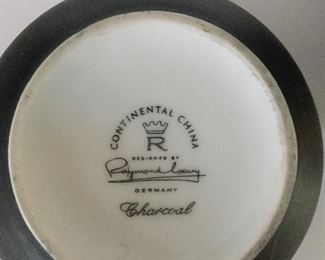 CONTINENTAL CHINA
R
DESIGNED BY
Raymond Loewy
GERMANY
Charcoal